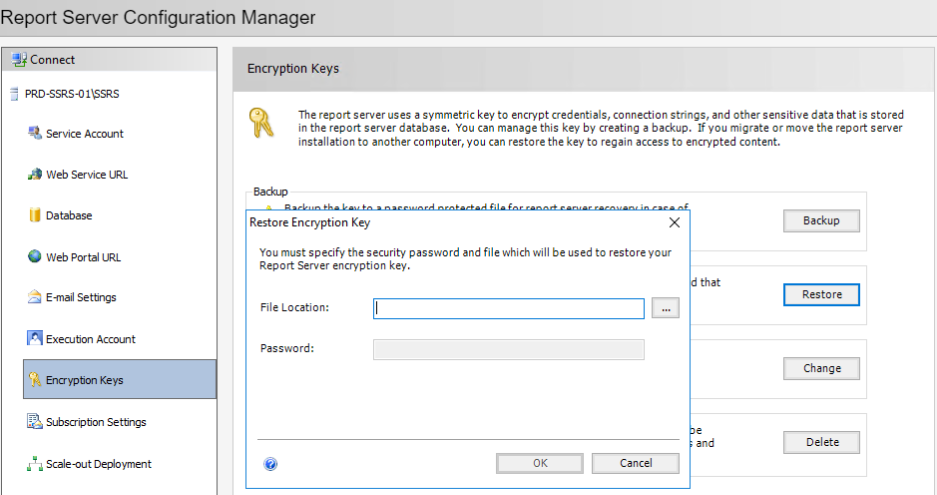 Report Server Configuration Manager
Connect
PRD-SSRS-01\SSRS
Service Account
Web Service URL
Database
Web Portal URL
E-mail Settings
Execution Account
Encryption Keys
Subscription Settings
Scale-out Deployment
Encryption Keys
The report server uses a symmetric key to encrypt credentials, connection strings, and other sensitive data that is stored
in the report server database. You can manage this key by creating a backup. If you migrate or move the report server
installation to another computer, you can restore the key to regain access to encrypted content.
Backup
Backup the key to a password protected file for report server recovery in case of
Backup
Restore Encryption Key
You must specify the security password and file which will be used to restore your
Report Server encryption key.
File Location:
...
Password:
OK
Cancel
d that
Restore
Change
s and
Delete